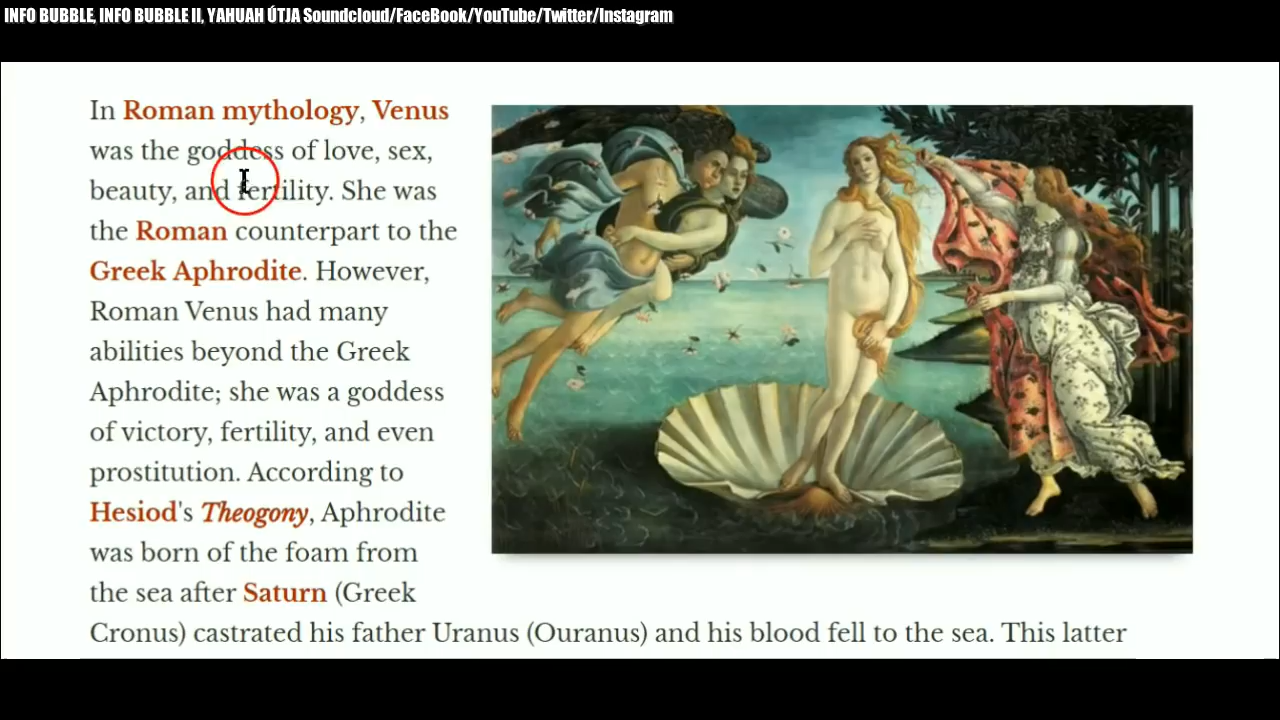 INFO BUBBLE, INFO BUBBLE II, YAHUAH ÚTJA Soundcloud/FaceBook/YouTube/Twitter/Instagram
In Roman mythology, Venus
was the goddess of love, sex,
beauty, and fertility. She was
the Roman counterpart to the
Greek Aphrodite. However,
Roman Venus had many
abilities beyond the Greek
Aphrodite; she was a goddess
of victory, fertility, and even
prostitution. According to
Hesiod's Theogony, Aphrodite
was born of the foam from
the sea after Saturn (Greek
Cronus) castrated his father Uranus (Ouranus) and his blood fell to the sea. This latter